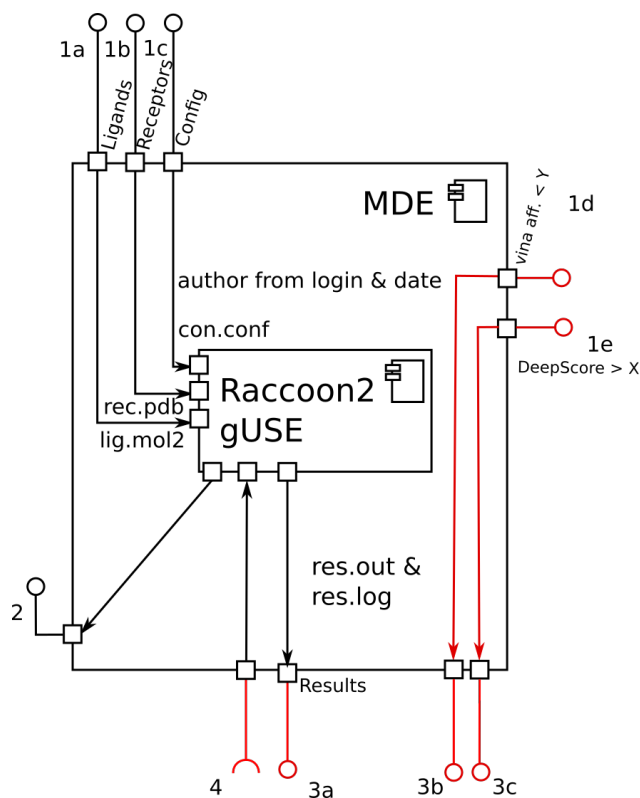 1a
1b
1c
Ligands
Receptors
Config
MDE
vina aff. < Y
1d
author from login & date
con.conf
1e
DeepScore > X
Raccoon2
gUSE
rec.pdb
lig.mol2
res.out &
res.log
2
Results
4
3a
3b
3c